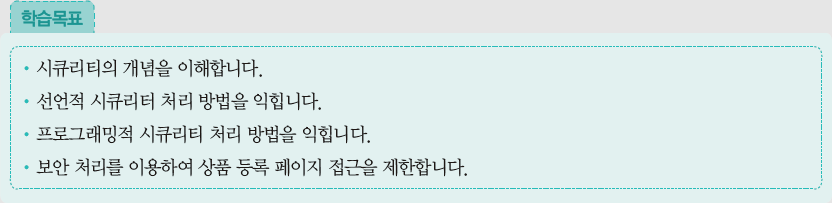 학습목표
• 시큐리티의 개념을 이해합니다.
• 선언적 시큐리터 처리 방법을 익힙니다.
• 프로그래밍적 시큐리티 처리 방법을 익힙니다.
• 보안 처리를 이용하여 상품 등록 페이지 접근을 제한합니다.